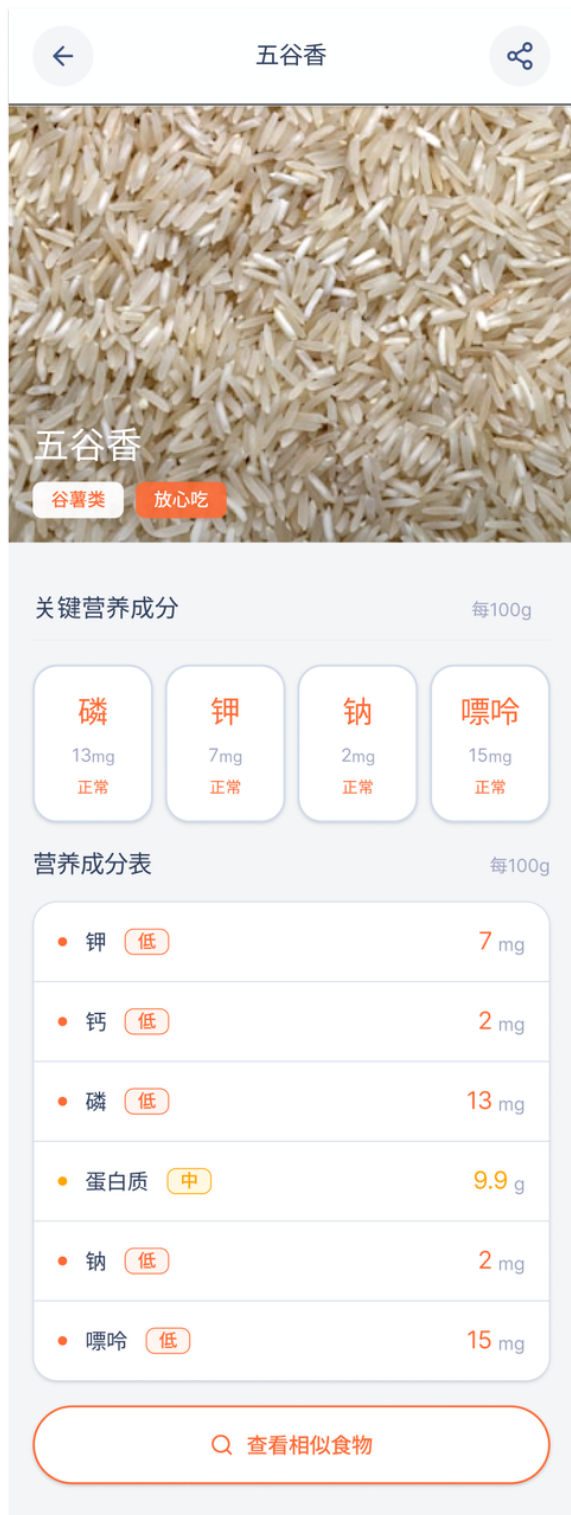 五谷香
五谷香
谷薯类 放心吃
关键营养成分 每100g
磷 钾 钠 嘌呤
13mg 7mg 2mg 15mg
正常 正常 正常 正常
营养成分表 每100g
钾 低 7 mg
钙 低 2 mg
磷 低 13 mg
蛋白质 中 9.9 g
钠 低 2 mg
嘌呤 低 15 mg
查看相似食物